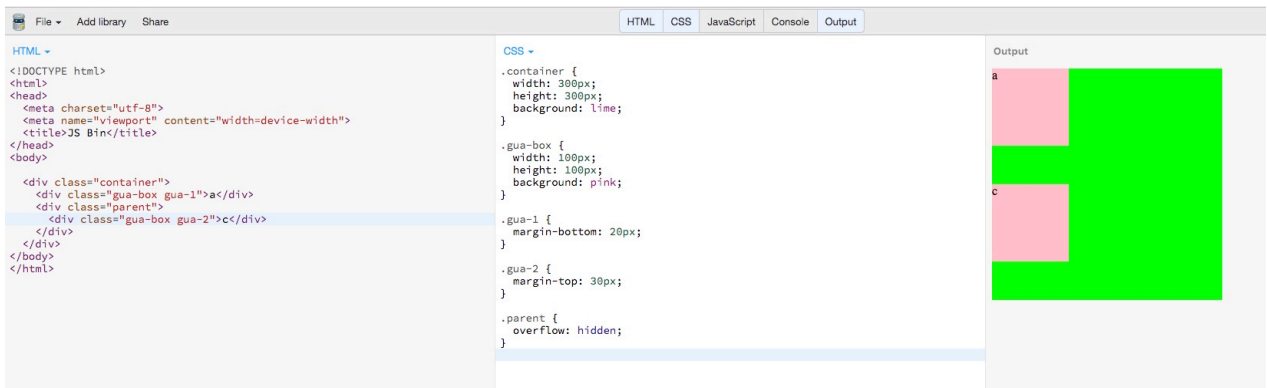 File Add library Share HTML CSS JavaScript Console Output
HTML
<!DOCTYPE html>
<html>
<head>
  <meta charset="utf-8">
  <meta name="viewport" content="width=device-width">
  <title>JS Bin</title>
</head>
<body>

  <div class="container">
    <div class="gua-box gua-1">a</div>
    <div class="parent">
      <div class="gua-box gua-2">c</div>
    </div>
  </div>
</body>
</html>
CSS
.container {
  width: 300px;
  height: 300px;
  background: lime;
}

.gua-box {
  width: 100px;
  height: 100px;
  background: pink;
}

.gua-1 {
  margin-bottom: 20px;
}

.gua-2 {
  margin-top: 30px;
}

.parent {
  overflow: hidden;
}
Output
a
c